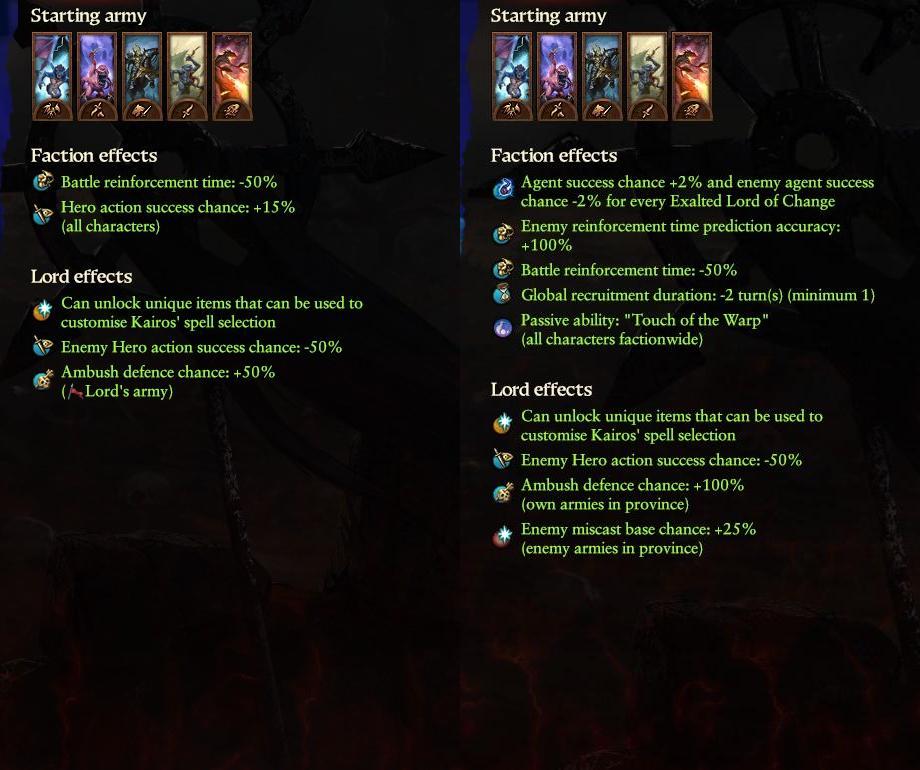 Starting army
Faction effects
Battle reinforcement time: -50%
Hero action success chance: +15%
(all characters)
Lord effects
Can unlock unique items that can be used to
customise Kairos' spell selection
Enemy Hero action success chance: -50%
Ambush defence chance: +50%
(Lord's army)
Starting army
Faction effects
Agent success chance +2% and enemy agent success
chance -2% for every Exalted Lord of Change
Enemy reinforcement time prediction accuracy:
+100%
Battle reinforcement time: -50%
Global recruitment duration: -2 turn(s) (minimum 1)
Passive ability: "Touch of the Warp"
(all characters factionwide)
Lord effects
Can unlock unique items that can be used to
customise Kairos' spell selection
Enemy Hero action success chance: -50%
Ambush defence chance: +100%
(own armies in province)
Enemy miscast base chance: +25%
(enemy armies in province)